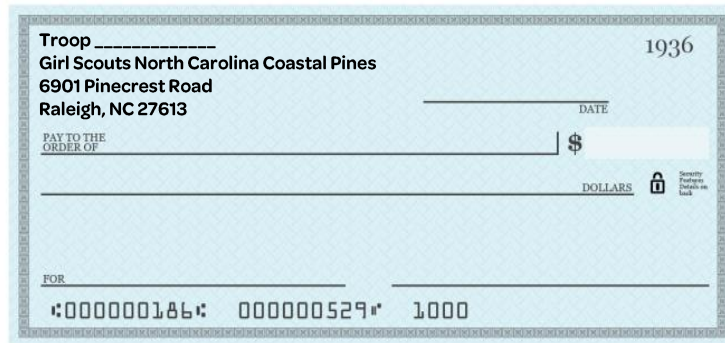 Troop _____________
1936
Girl Scouts North Carolina Coastal Pines
6901 Pinecrest Road
Raleigh, NC 27613
DATE
PAY TO THE
ORDER OF
$
DOLLARS
Security
Features
Details on
back
FOR
⑆000000186⑆ 000000529⑈ 1000